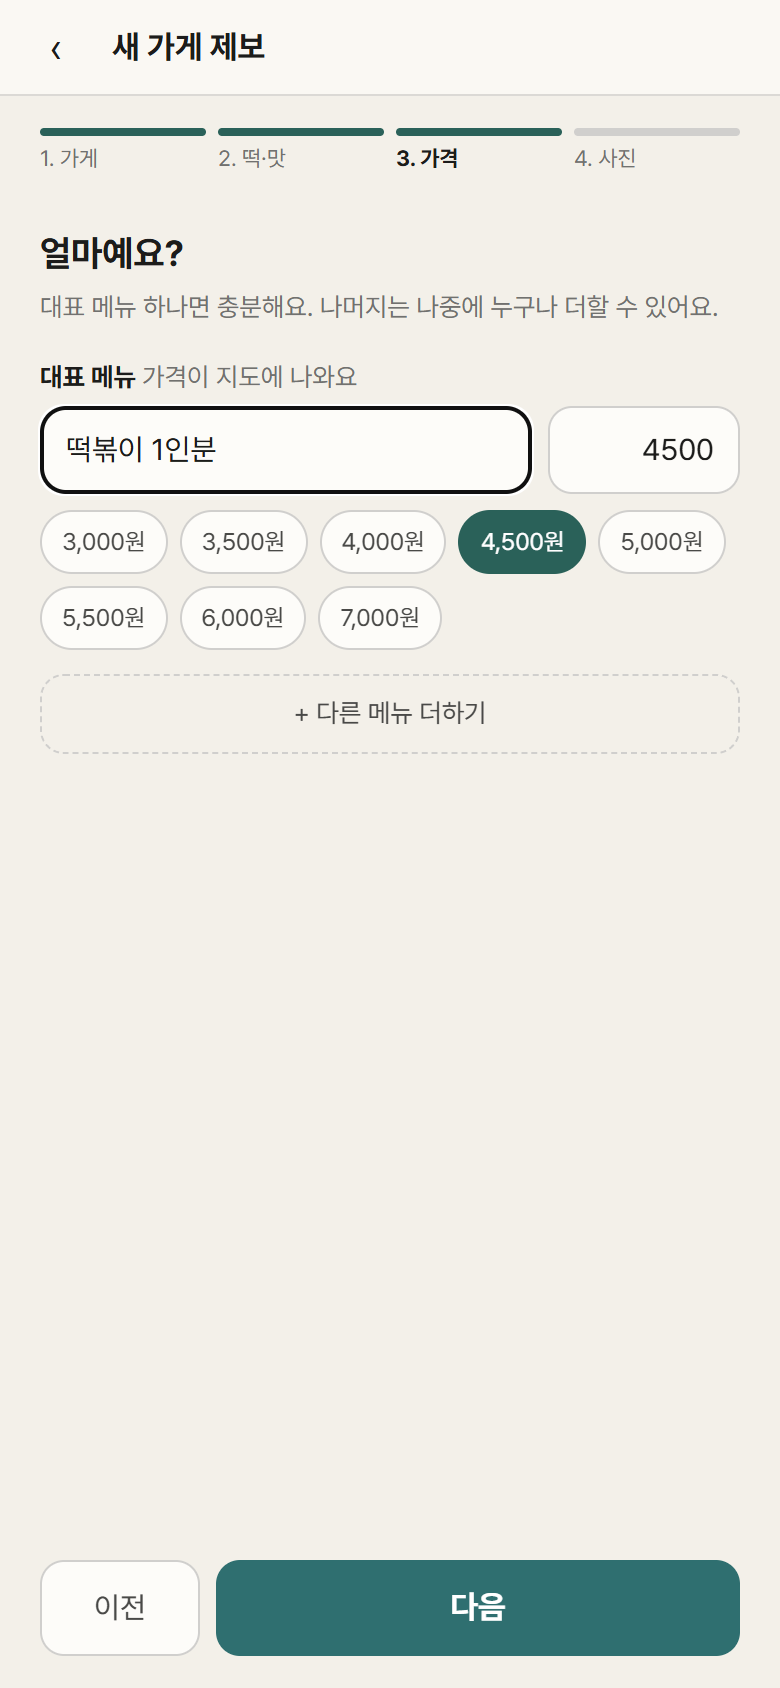 ‹ 새 가게 제보
1. 가게 2. 떡·맛 3. 가격 4. 사진
얼마예요?
대표 메뉴 하나면 충분해요. 나머지는 나중에 누구나 더할 수 있어요.
대표 메뉴 가격이 지도에 나와요
떡볶이 1인분 4500
3,000원 3,500원 4,000원 4,500원 5,000원
5,500원 6,000원 7,000원
+ 다른 메뉴 더하기
이전 다음